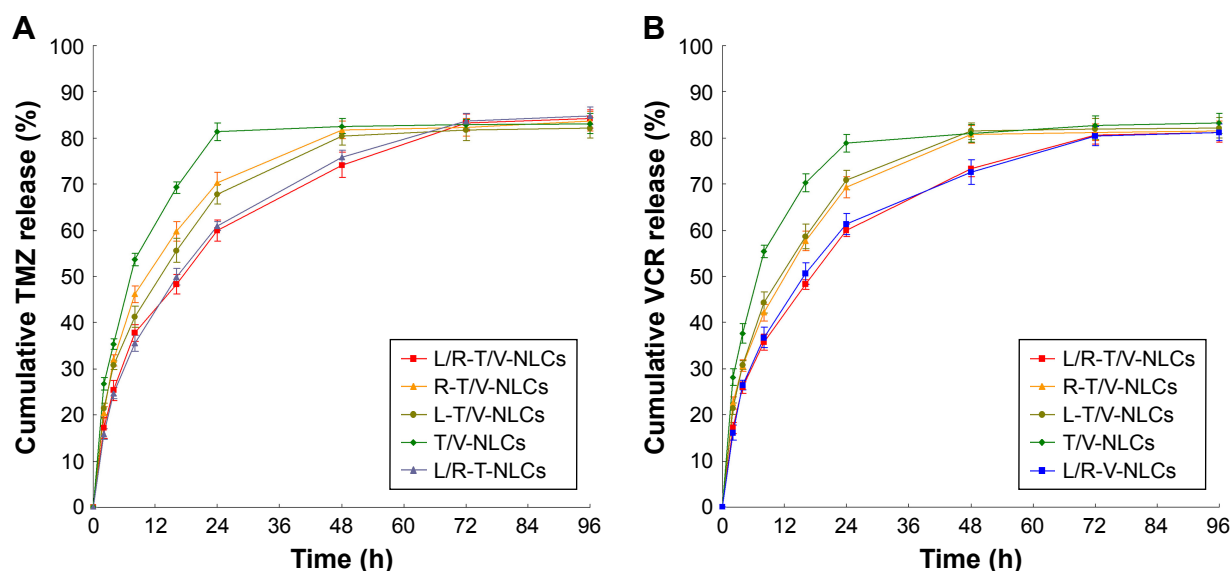 A
Cumulative TMZ release (%)
100
90
80
70
60
50
40
30
20
10
0
0 12 24 36 48 60 72 84 96
Time (h)
L/R-T/V-NLCs
R-T/V-NLCs
L-T/V-NLCs
T/V-NLCs
L/R-T-NLCs
B
Cumulative VCR release (%)
100
90
80
70
60
50
40
30
20
10
0
0 12 24 36 48 60 72 84 96
Time (h)
L/R-T/V-NLCs
R-T/V-NLCs
L-T/V-NLCs
T/V-NLCs
L/R-V-NLCs